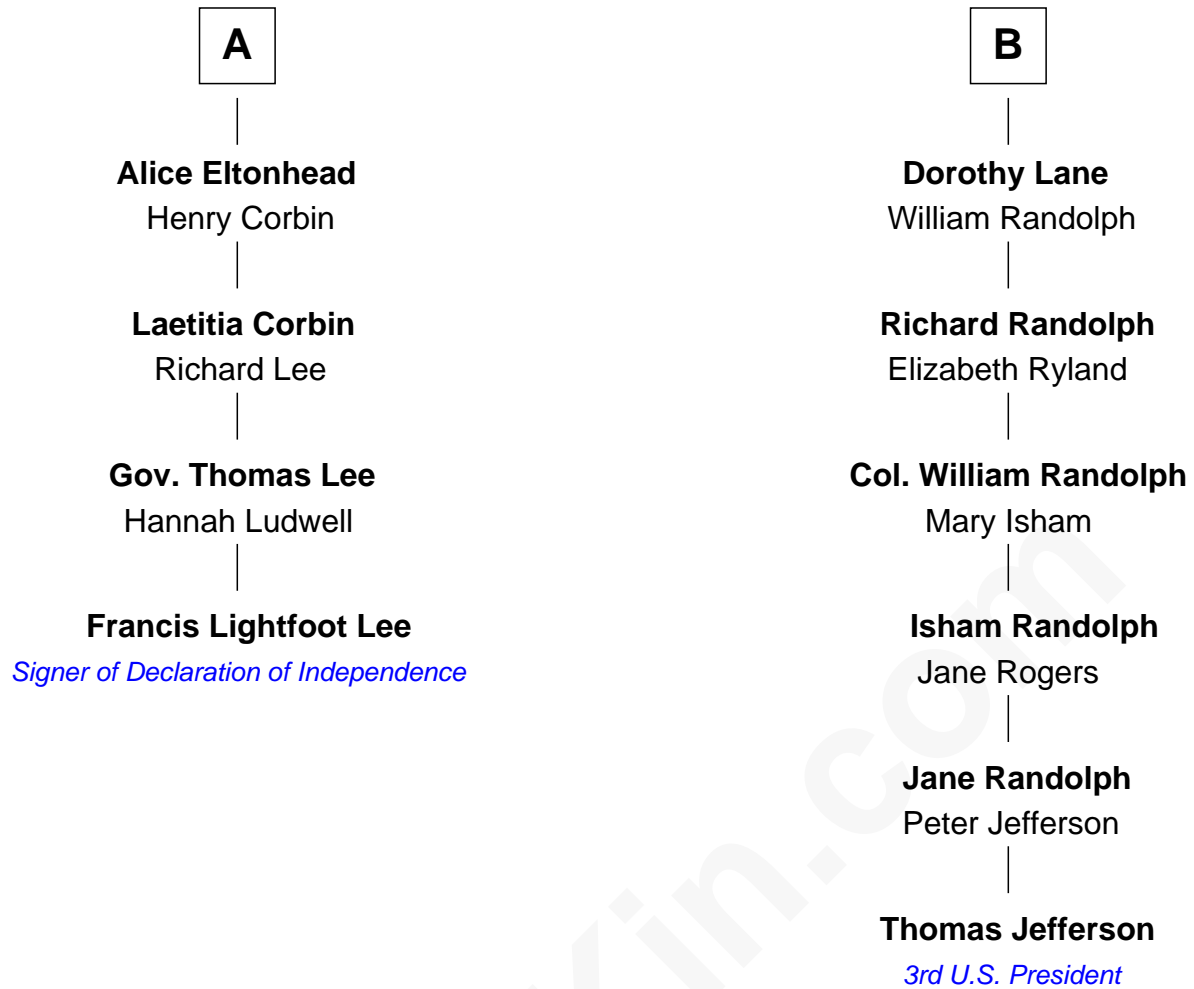 A
Alice Eltonhead
Henry Corbin
Laetitia Corbin
Richard Lee
Gov. Thomas Lee
Hannah Ludwell
Francis Lightfoot Lee
Signer of Declaration of Independence
B
Dorothy Lane
William Randolph
Richard Randolph
Elizabeth Ryland
Col. William Randolph
Mary Isham
Isham Randolph
Jane Rogers
Jane Randolph
Peter Jefferson
Thomas Jefferson
3rd U.S. President
Kin.com